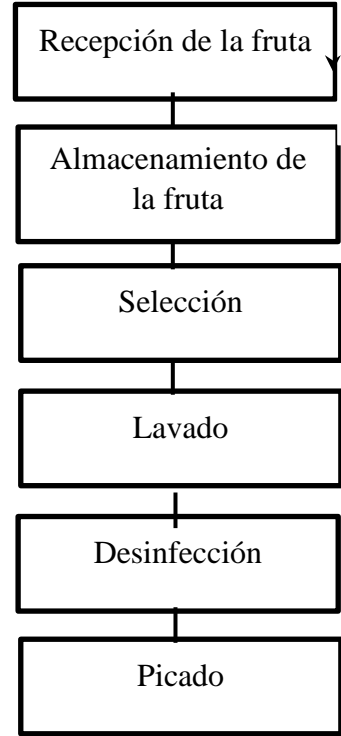 Recepción de la fruta
Almacenamiento de
la fruta
Selección
Lavado
Desinfección
Picado